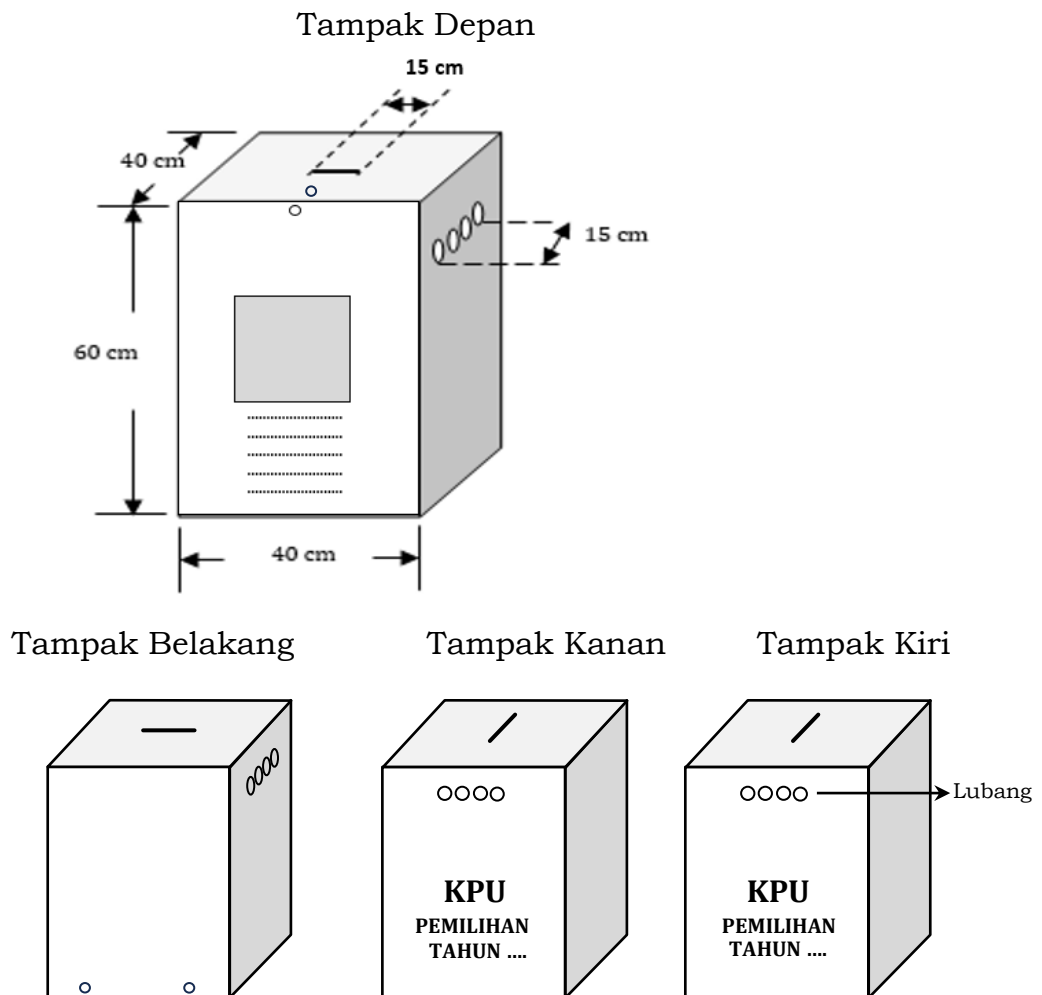 Tampak Depan
15 cm
40 cm
15 cm
60 cm
40 cm
Tampak Belakang
Tampak Kanan
Tampak Kiri
Lubang
KPU
PEMILIHAN
TAHUN ....
KPU
PEMILIHAN
TAHUN ....